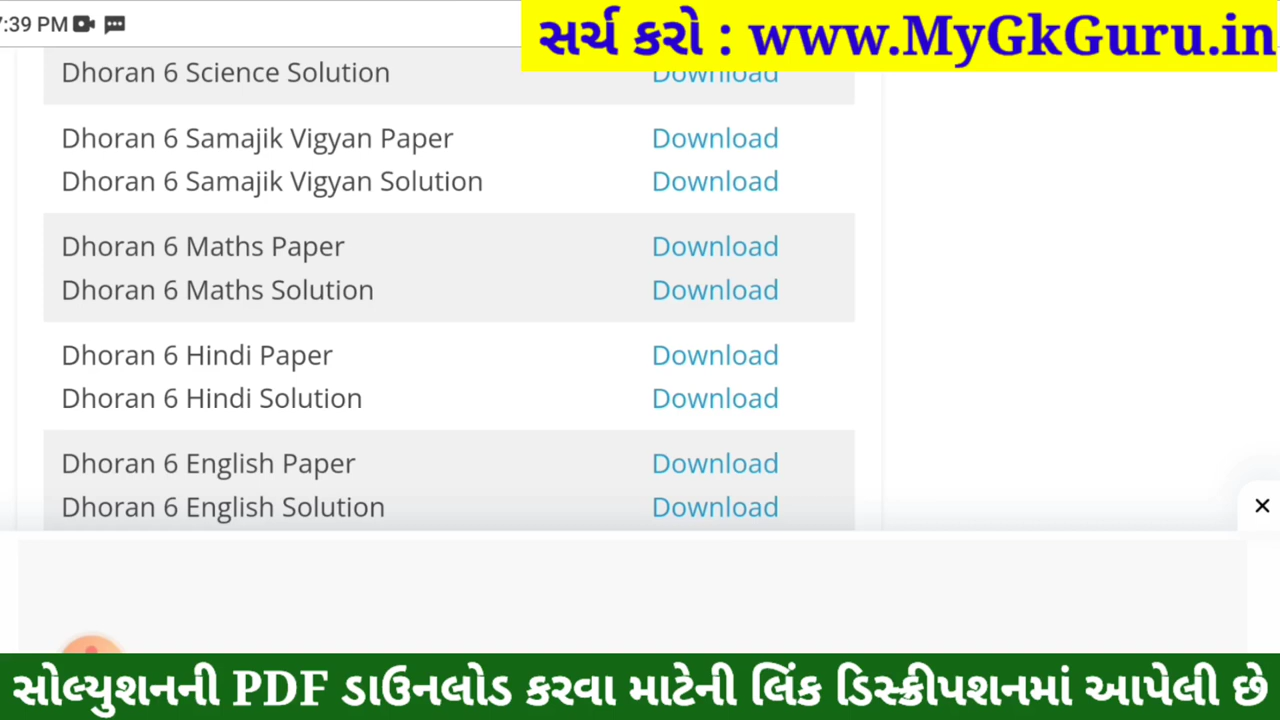 7:39 PM
સર્ચ કરો : www.MyGkGuru.in
Dhoran 6 Science Solution Download
Dhoran 6 Samajik Vigyan Paper Download
Dhoran 6 Samajik Vigyan Solution Download
Dhoran 6 Maths Paper Download
Dhoran 6 Maths Solution Download
Dhoran 6 Hindi Paper Download
Dhoran 6 Hindi Solution Download
Dhoran 6 English Paper Download
Dhoran 6 English Solution Download
સોલ્યુશનની PDF ડાઉનલોડ કરવા માટેની લિંક ડિસ્ક્રીપશનમાં આપેલી છે